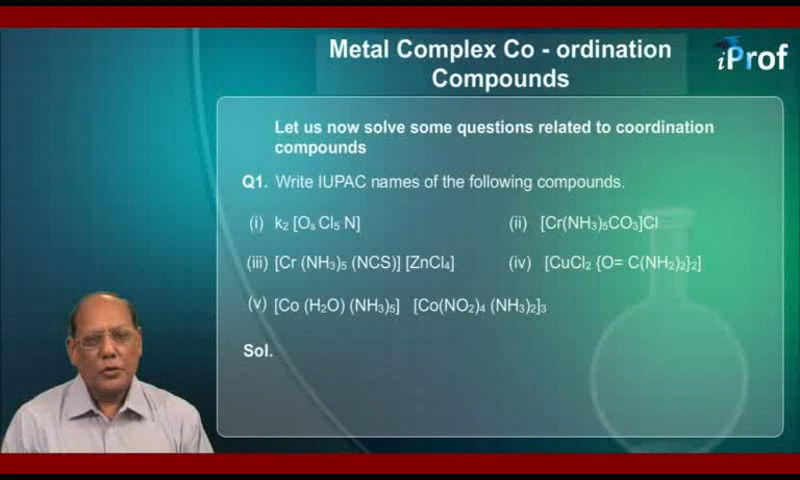 Metal Complex Co - ordination
Compounds
iProf
Let us now solve some questions related to coordination
compounds
Q1. Write IUPAC names of the following compounds.
(i) k₂ [Oₛ Cl₅ N]
(ii) [Cr(NH₃)₅CO₃]Cl
(iii) [Cr (NH₃)₅ (NCS)] [ZnCl₄]
(iv) [CuCl₂ {O= C(NH₂)₂}₂]
(v) [Co (H₂O) (NH₃)₅] [Co(NO₂)₄ (NH₃)₂]₃
Sol.